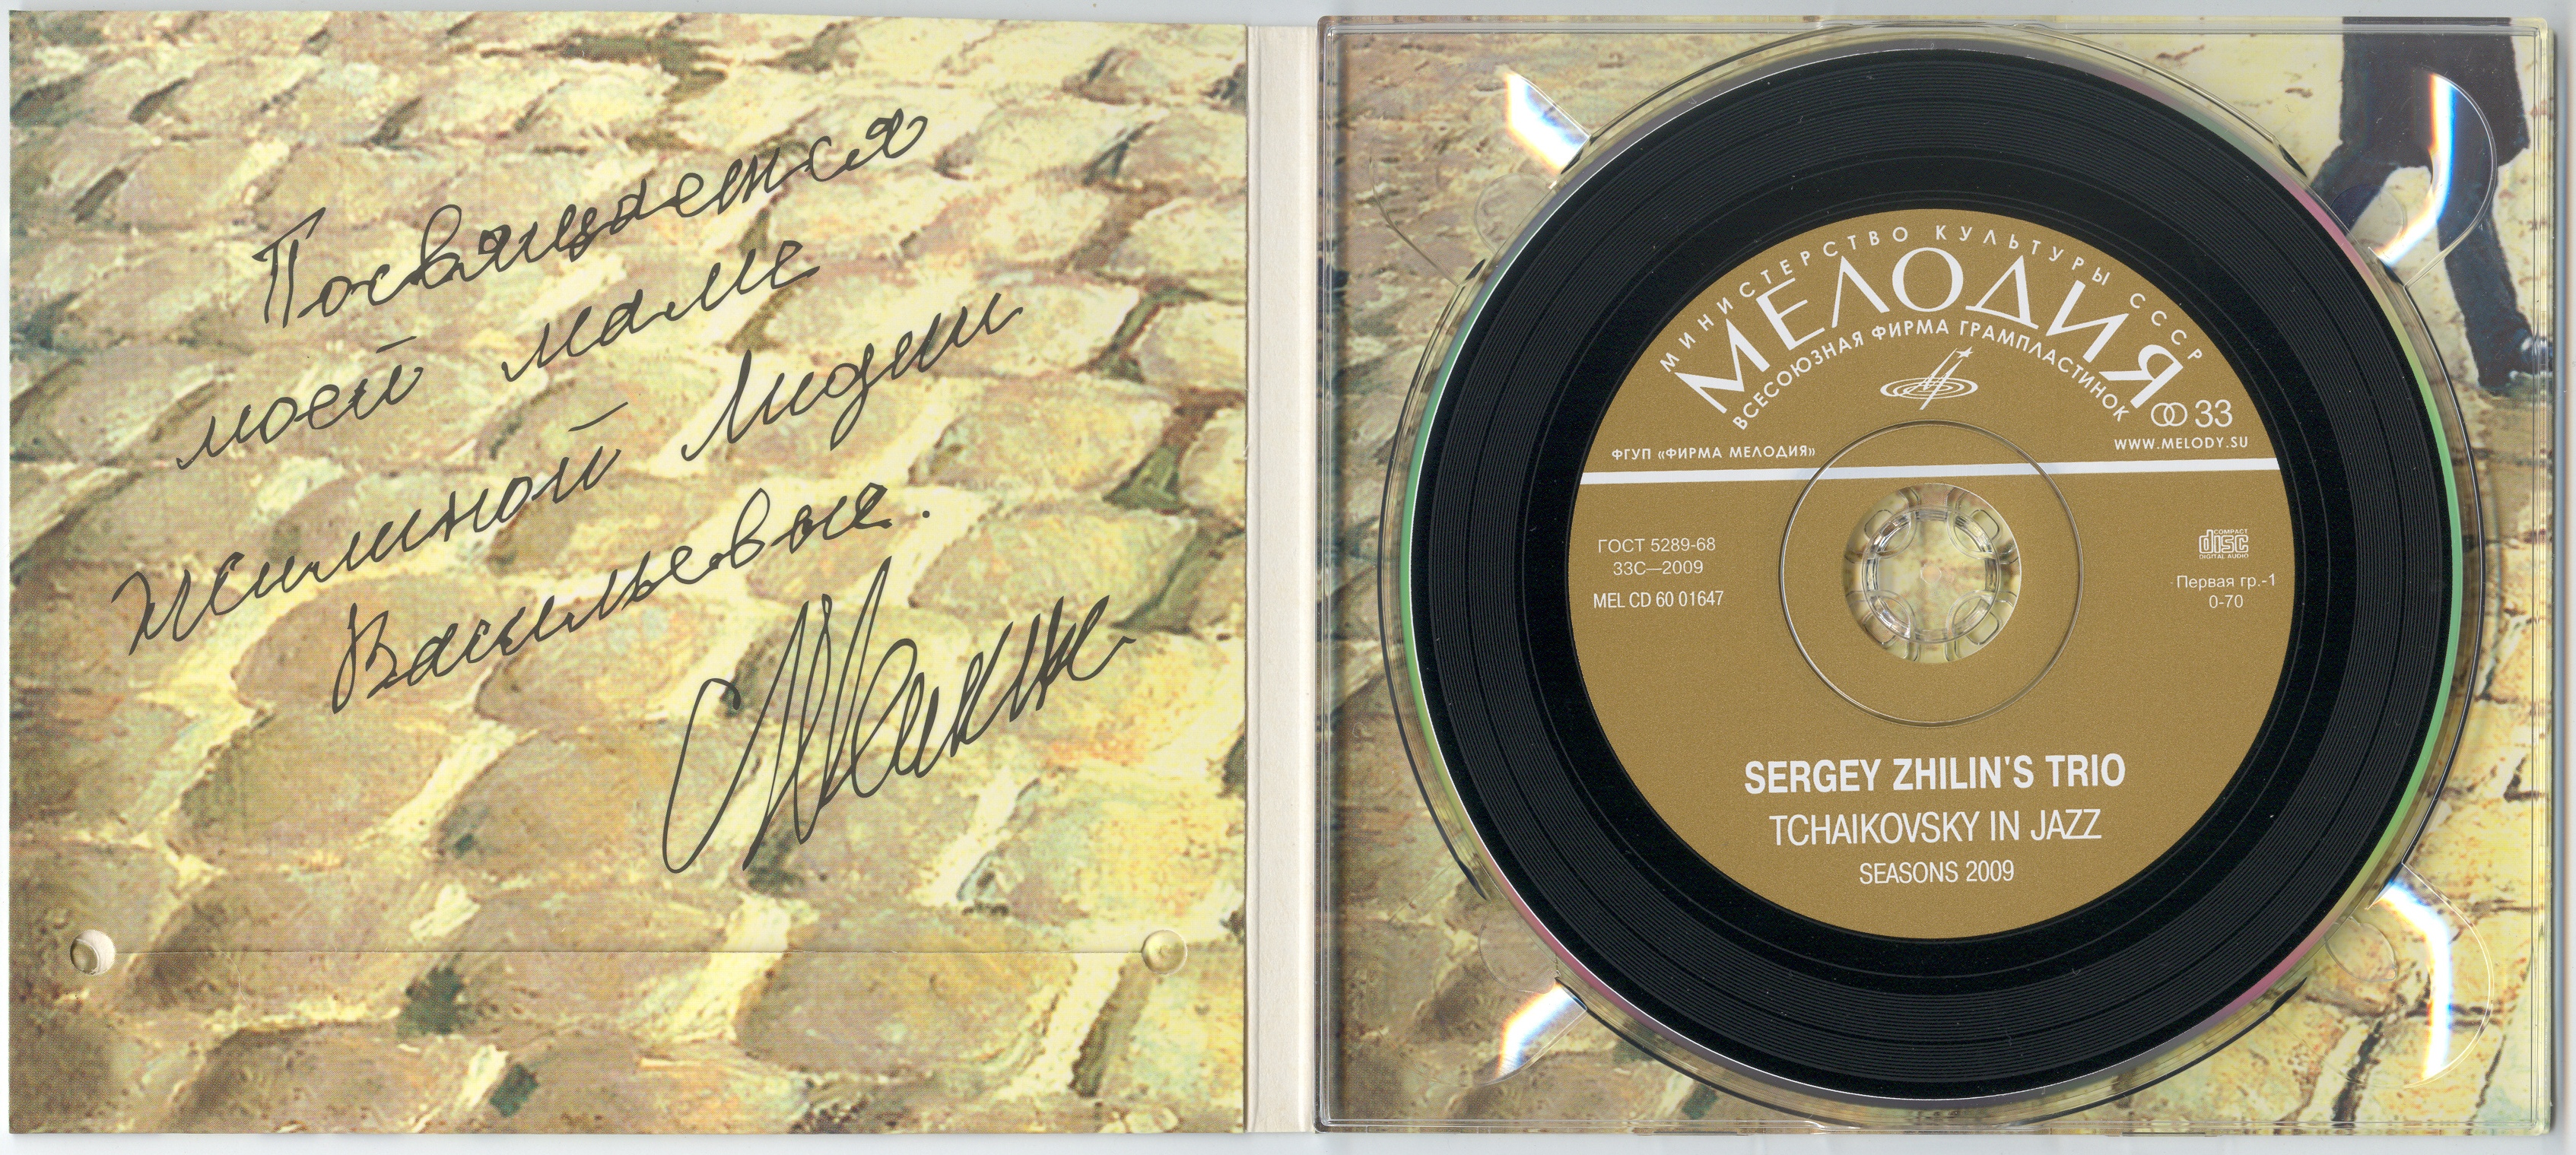 Посвящается
моей маме
Жилиной Лидии
Васильевне.
МИНИСТЕРСТВО КУЛЬТУРЫ СССР
МЕЛОДИЯ
ВСЕСОЮЗНАЯ ФИРМА ГРАМПЛАСТИНОК
33
ФГУП «ФИРМА МЕЛОДИЯ»
WWW.MELODY.SU
ГОСТ 5289-68
33С—2009
MEL CD 60 01647
COMPACT
disc
DIGITAL AUDIO
Первая гр.-1
0-70
SERGEY ZHILIN'S TRIO
TCHAIKOVSKY IN JAZZ
SEASONS 2009